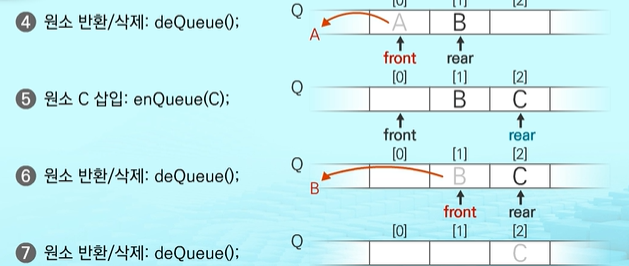 [0] [1] [2]
4 원소 반환/삭제: deQueue(); Q A A B
front rear
[0] [1] [2]
5 원소 C 삽입: enQueue(C); Q B C
front rear
[0] [1] [2]
6 원소 반환/삭제: deQueue(); Q B B C
front rear
[0] [1] [2]
7 원소 반환/삭제: deQueue(); Q C